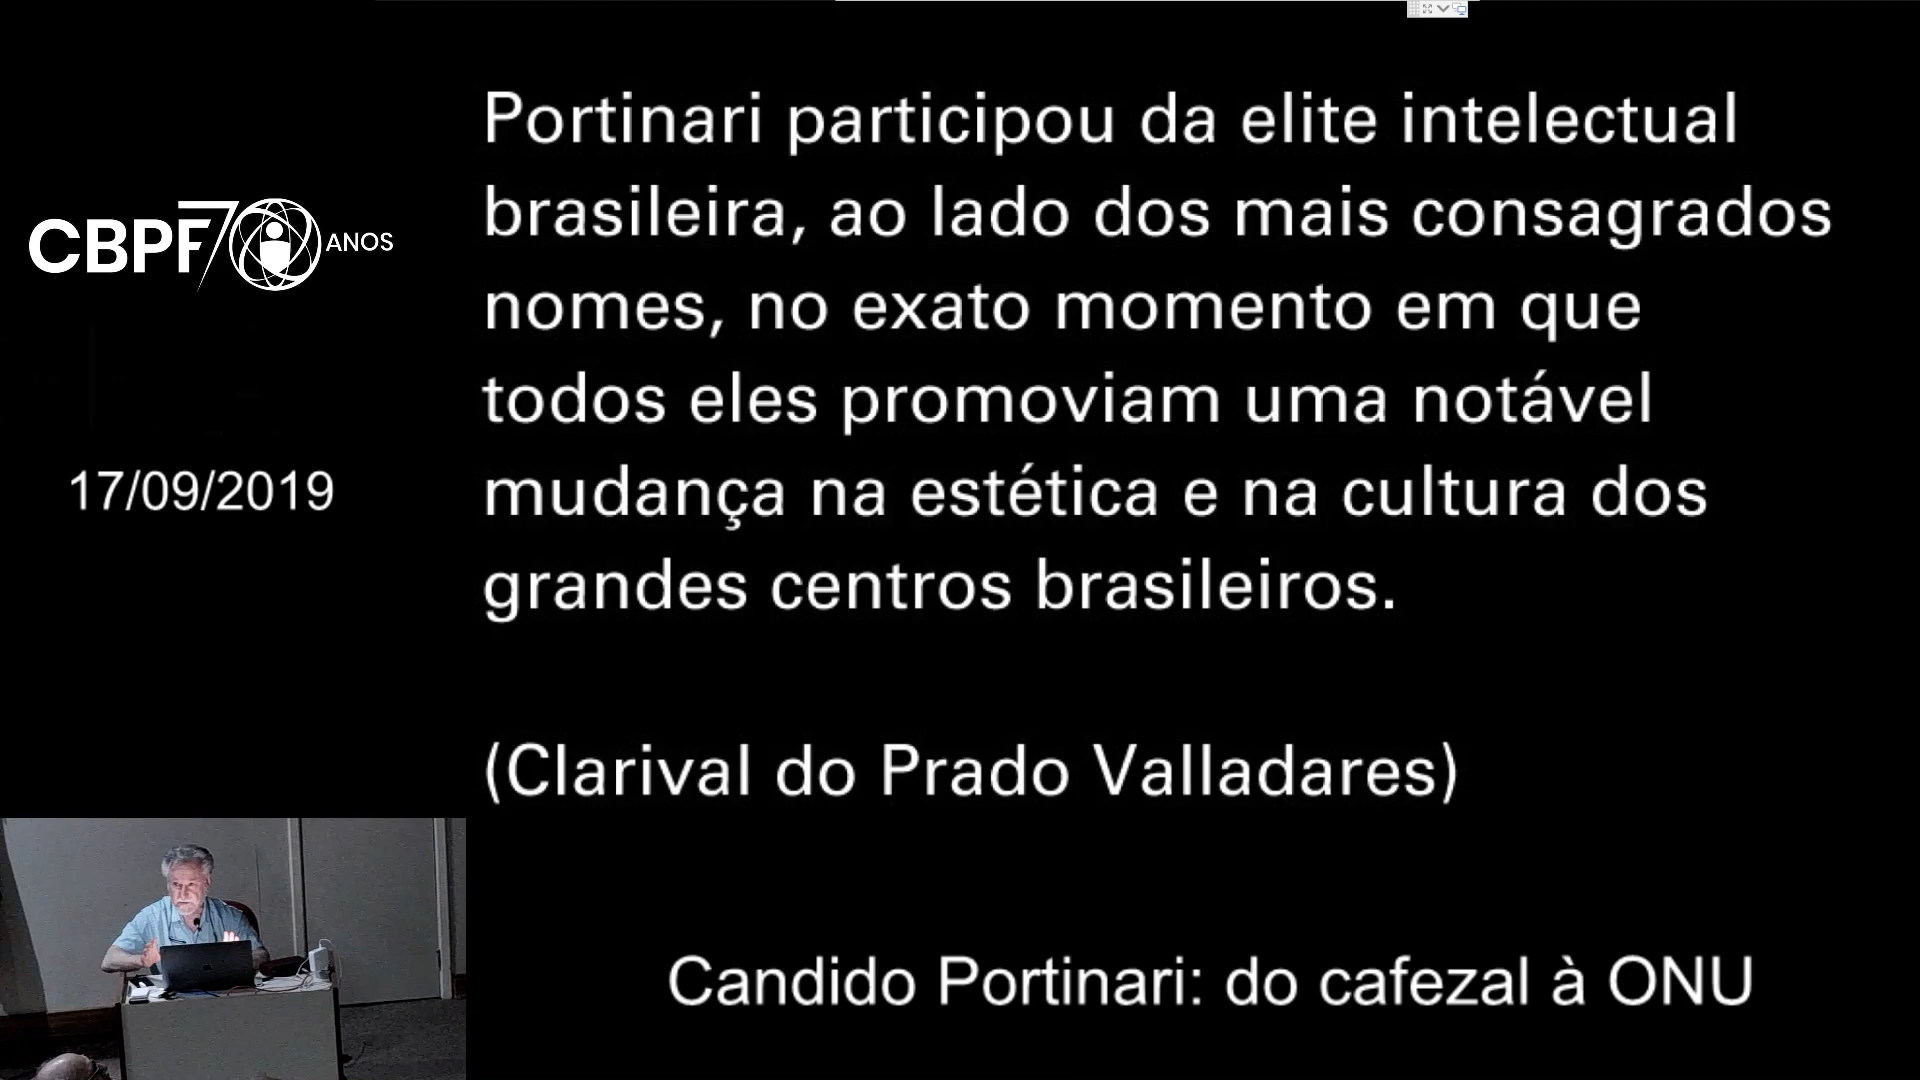 CBPF 70 ANOS
17/09/2019
Portinari participou da elite intelectual
brasileira, ao lado dos mais consagrados
nomes, no exato momento em que
todos eles promoviam uma notável
mudança na estética e na cultura dos
grandes centros brasileiros.
(Clarival do Prado Valladares)
Candido Portinari: do cafezal à ONU